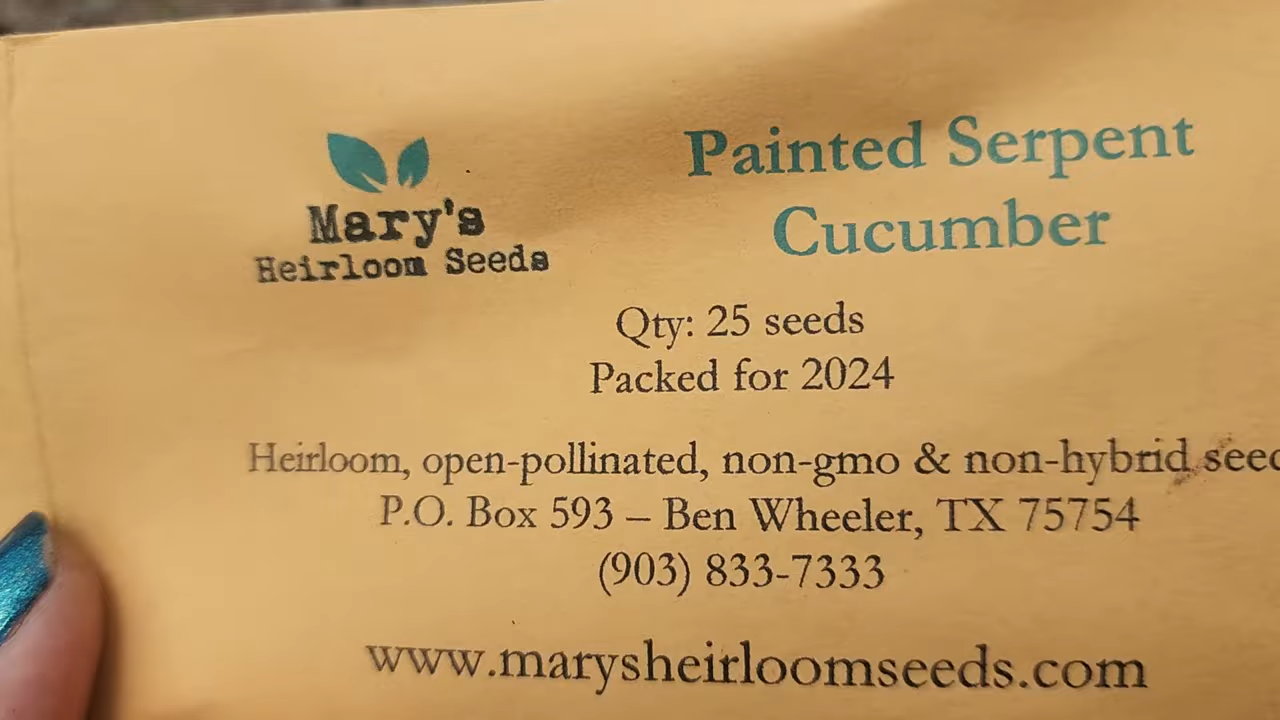 Mary's
Heirloom Seeds
Painted Serpent
Cucumber
Qty: 25 seeds
Packed for 2024
Heirloom, open-pollinated, non-gmo & non-hybrid
P.O. Box 593 – Ben Wheeler, TX 75754
(903) 833-7333
www.marysheirloomseeds.com